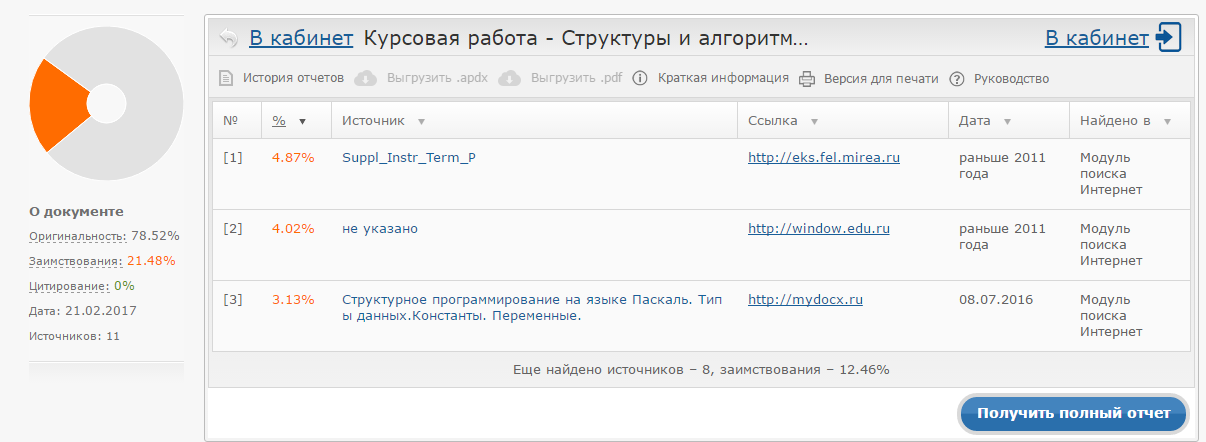 В кабинет Курсовая работа - Структуры и алгоритм... В кабинет
История отчетов Выгрузить .apdx Выгрузить .pdf Краткая информация Версия для печати Руководство
№ % Источник Ссылка Дата Найдено в
[1] 4.87% Suppl_Instr_Term_P http://eks.fel.mirea.ru раньше 2011 Модуль
года поиска
Интернет
[2] 4.02% не указано http://window.edu.ru раньше 2011 Модуль
года поиска
Интернет
[3] 3.13% Структурное программирование на языке Паскаль. Тип http://mydocx.ru 08.07.2016 Модуль
ы данных.Константы. Переменные. поиска
Интернет
Еще найдено источников – 8, заимствования – 12.46%
Получить полный отчет
О документе
Оригинальность: 78.52%
Заимствования: 21.48%
Цитирование: 0%
Дата: 21.02.2017
Источников: 11